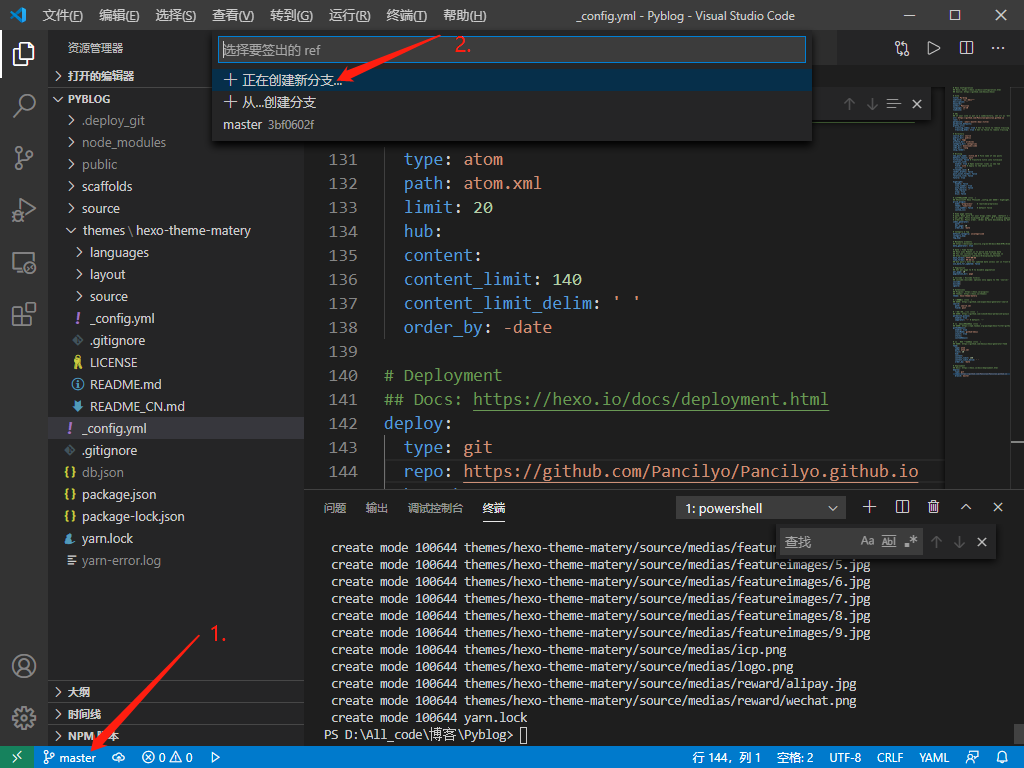 文件(F) 编辑(E) 选择(S) 查看(V) 转到(G) 运行(R) 终端(T) 帮助(H) _config.yml - Pyblog - Visual Studio Code
资源管理器
选择要签出的 ref
2.
打开的编辑器
正在创建新分支...
PYBLOG
从...创建分支
master 3bf0602f
.deploy_git
node_modules
public
scaffolds
source
themes \ hexo-theme-matery
languages
layout
source
_config.yml
.gitignore
LICENSE
README.md
README_CN.md
_config.yml
.gitignore
db.json
package.json
package-lock.json
yarn.lock
yarn-error.log
大纲
时间线
1.
131 type: atom
132 path: atom.xml
133 limit: 20
134 hub:
135 content:
136 content_limit: 140
137 content_limit_delim: ' '
138 order_by: -date
139
140 # Deployment
141 ## Docs: https://hexo.io/docs/deployment.html
142 deploy:
143 type: git
144 repo: https://github.com/Pancilyo/Pancilyo.github.io
问题 输出 调试控制台 终端 1: powershell
查找 Aa Abl .*
create mode 100644 themes/hexo-theme-matery/source/medias/featur
create mode 100644 themes/hexo-theme-matery/source/medias/featureimages/5.jpg
create mode 100644 themes/hexo-theme-matery/source/medias/featureimages/6.jpg
create mode 100644 themes/hexo-theme-matery/source/medias/featureimages/7.jpg
create mode 100644 themes/hexo-theme-matery/source/medias/featureimages/8.jpg
create mode 100644 themes/hexo-theme-matery/source/medias/featureimages/9.jpg
create mode 100644 themes/hexo-theme-matery/source/medias/icp.png
create mode 100644 themes/hexo-theme-matery/source/medias/logo.png
create mode 100644 themes/hexo-theme-matery/source/medias/reward/alipay.jpg
create mode 100644 themes/hexo-theme-matery/source/medias/reward/wechat.png
create mode 100644 yarn.lock
PS D:\All_code\博客\Pyblog>
NPM 脚本
master 0 0 行 144，列 1 空格: 2 UTF-8 CRLF YAML